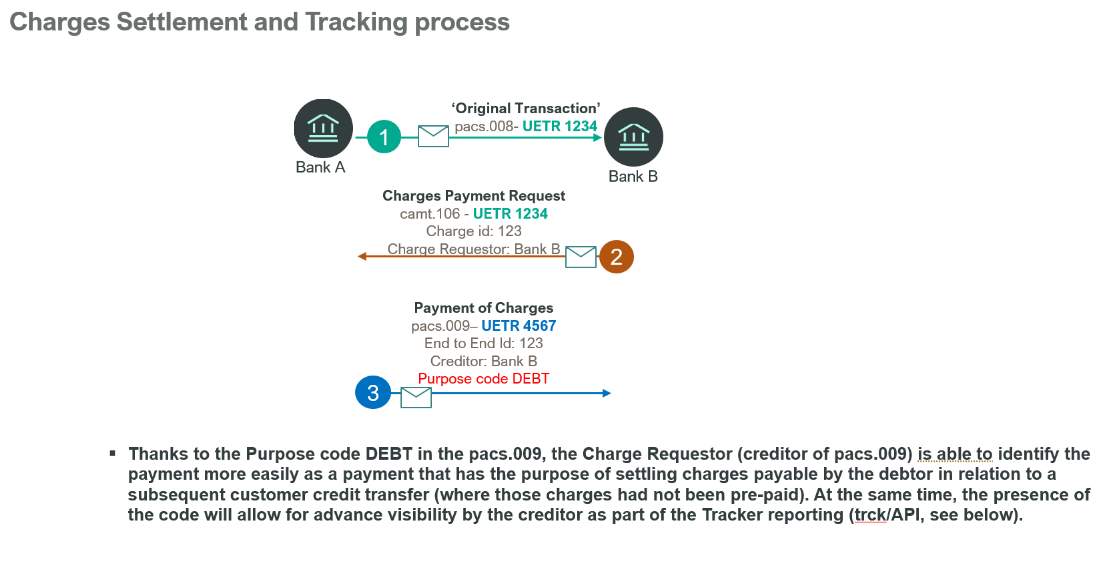 Charges Settlement and Tracking process
‘Original Transaction’
1
pacs.008- UETR 1234
Bank A
Bank B
Charges Payment Request
camt.106 - UETR 1234
Charge id: 123
Charge Requestor: Bank B
2
Payment of Charges
pacs.009– UETR 4567
End to End Id: 123
Creditor: Bank B
Purpose code DEBT
3
▪ Thanks to the Purpose code DEBT in the pacs.009, the Charge Requestor (creditor of pacs.009) is able to identify the
payment more easily as a payment that has the purpose of settling charges payable by the debtor in relation to a
subsequent customer credit transfer (where those charges had not been pre-paid). At the same time, the presence of
the code will allow for advance visibility by the creditor as part of the Tracker reporting (trck/API, see below).